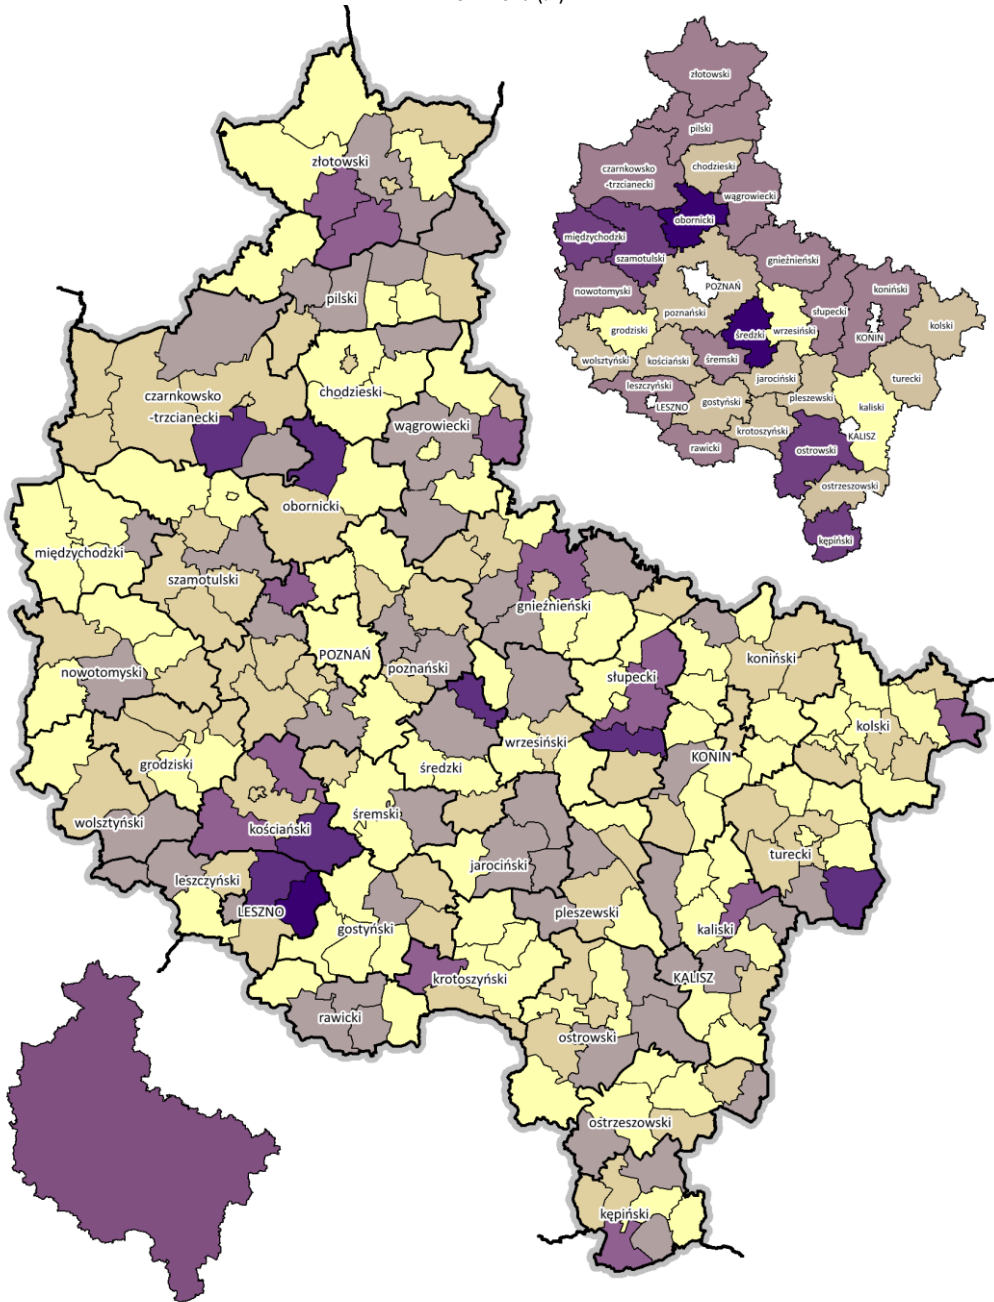 złotowski
pilski
czarnkowsko
-trzcianecki
chodzieski
wągrowiecki
obornicki
międzychodzki
szamotulski
gnieźnieński
nowotomyski
POZNAŃ
poznański
słupecki
koniński
kolski
KONIN
wrzesiński
średzki
grodziski
wolsztyński
kościański
śremski
turecki
jarociński
leszczyński
LESZNO
gostyński
pleszewski
kaliski
KALISZ
krotoszyński
rawicki
ostrowski
ostrzeszowski
kępiński
złotowski
pilski
chodzieski
czarnkowsko
-trzcianecki
wągrowiecki
obornicki
międzychodzki
szamotulski
gnieźnieński
nowotomyski
POZNAŃ
koniński
poznański
słupecki
kolski
grodziski
średzki
wrzesiński
KONIN
wolsztyński
kościański
śremski
jarociński
turecki
leszczyński
LESZNO
gostyński
pleszewski
kaliski
krotoszyński
KALISZ
rawicki
ostrowski
ostrzeszowski
kępiński